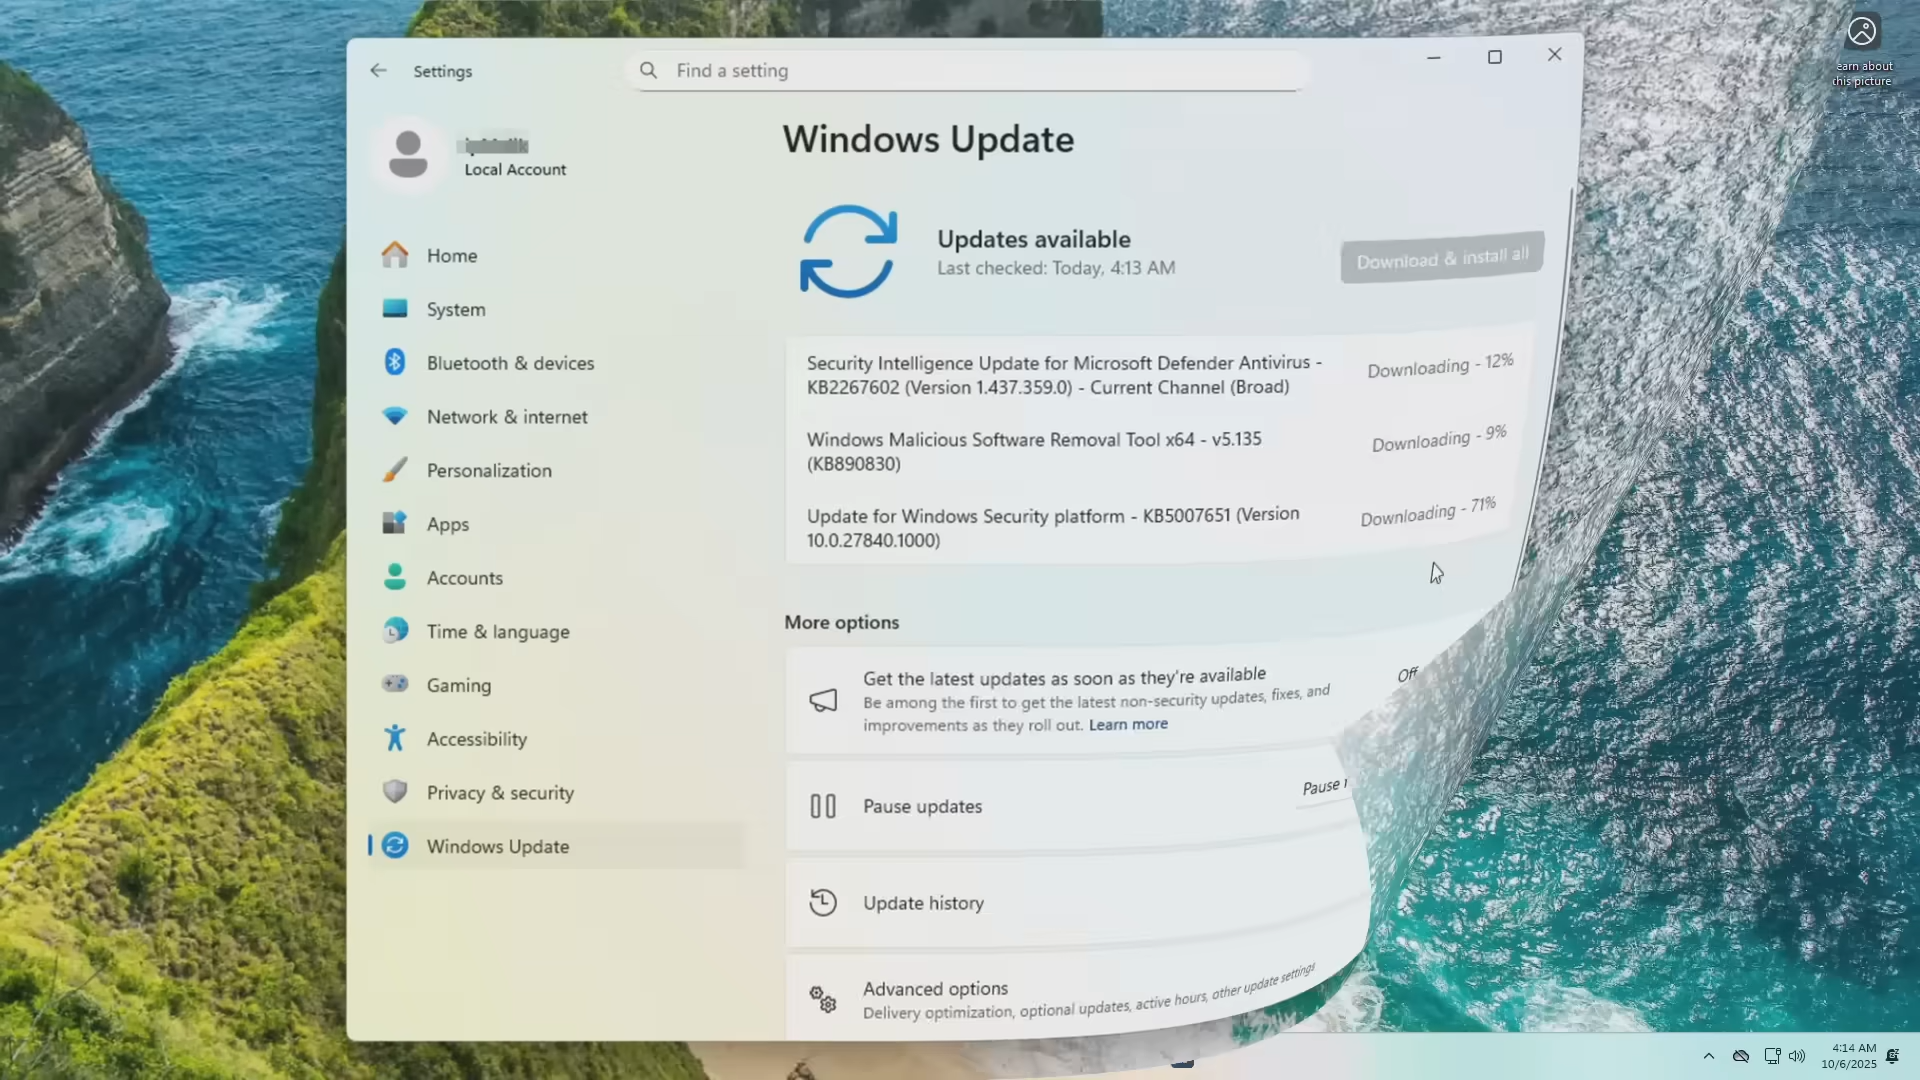 Settings
Find a setting
earn about
this picture
Local Account
Windows Update
Updates available
Last checked: Today, 4:13 AM
Download & install all
Home
System
Bluetooth & devices
Network & internet
Personalization
Apps
Accounts
Time & language
Gaming
Accessibility
Privacy & security
Windows Update
Security Intelligence Update for Microsoft Defender Antivirus -
KB2267602 (Version 1.437.359.0) - Current Channel (Broad)
Downloading - 12%
Windows Malicious Software Removal Tool x64 - v5.135
(KB890830)
Downloading - 9%
Update for Windows Security platform - KB5007651 (Version
10.0.27840.1000)
Downloading - 71%
More options
Get the latest updates as soon as they're available
Be among the first to get the latest non-security updates, fixes, and
improvements as they roll out. Learn more
Off
Pause updates
Pause
Update history
Advanced options
Delivery optimization, optional updates, active hours, other update settings
4:14 AM
10/6/2025